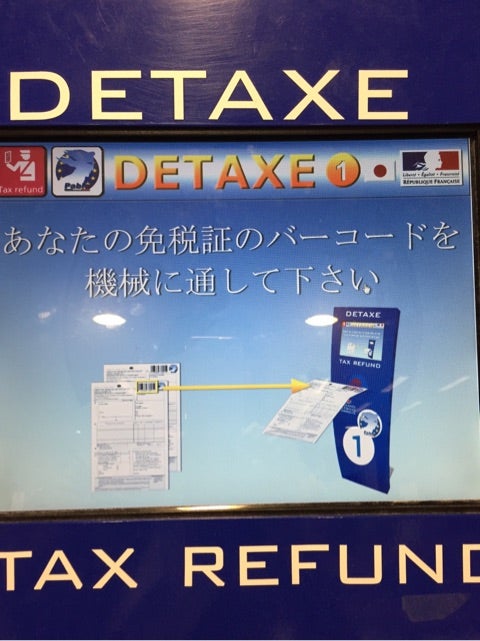 DETAXE
Tax refund
Pablo
DETAXE 1
Liberté • Égalité • Fraternité
RÉPUBLIQUE FRANÇAISE
あなたの免税証のバーコードを
機械に通して下さい
DETAXE
TAX REFUND
1
TAX REFUND